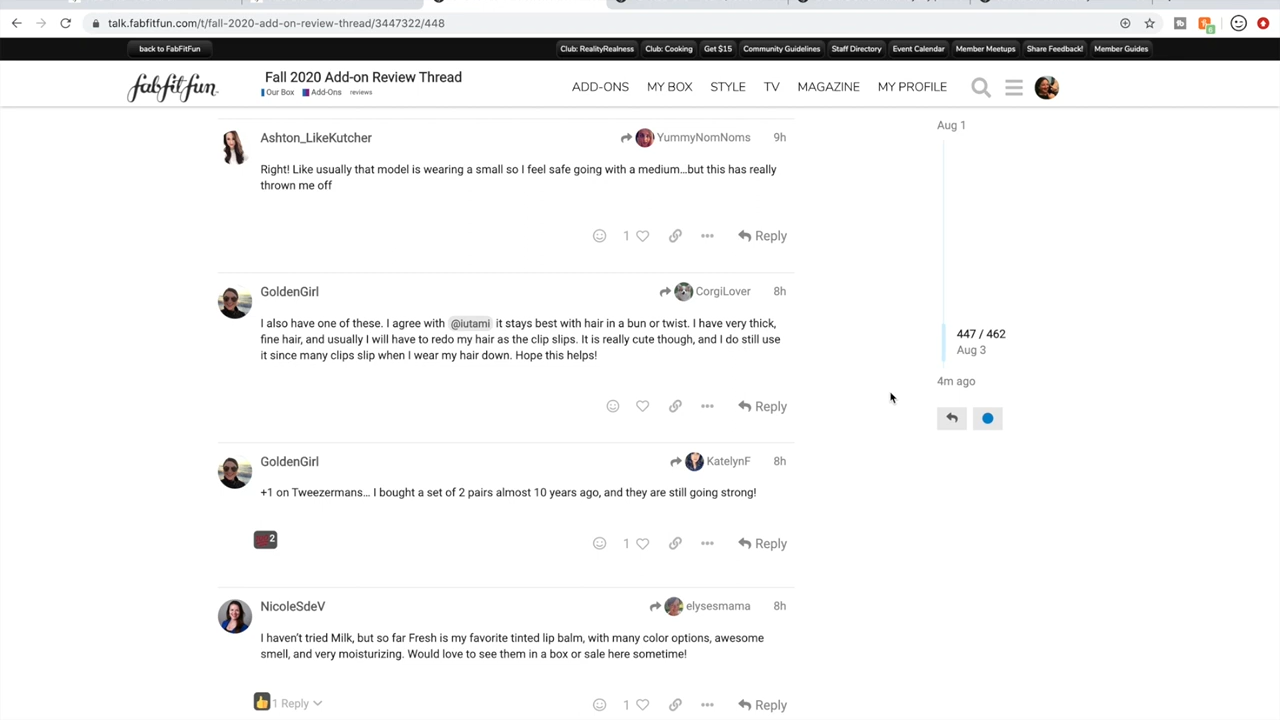 talk.fabfitfun.com/t/fall-2020-add-on-review-thread/3447322/448
back to FabFitFun
Club: RealityRealness
Club: Cooking
Get $15
Community Guidelines
Staff Directory
Event Calendar
Member Meetups
Share Feedback!
Member Guides
fabfitfun
Fall 2020 Add-on Review Thread
Our Box
Add-Ons
reviews
ADD-ONS
MY BOX
STYLE
TV
MAGAZINE
MY PROFILE
Aug 1
Ashton_LikeKutcher
YummyNomNoms
9h
Right! Like usually that model is wearing a small so I feel safe going with a medium...but this has really
thrown me off
1
Reply
GoldenGirl
CorgiLover
8h
I also have one of these. I agree with @iutami it stays best with hair in a bun or twist. I have very thick,
fine hair, and usually I will have to redo my hair as the clip slips. It is really cute though, and I do still use
it since many clips slip when I wear my hair down. Hope this helps!
447 / 462
Aug 3
4m ago
Reply
GoldenGirl
KatelynF
8h
+1 on Tweezermans... I bought a set of 2 pairs almost 10 years ago, and they are still going strong!
2
1
Reply
NicoleSdeV
elysesmama
8h
I haven't tried Milk, but so far Fresh is my favorite tinted lip balm, with many color options, awesome
smell, and very moisturizing. Would love to see them in a box or sale here sometime!
1 Reply
1
Reply